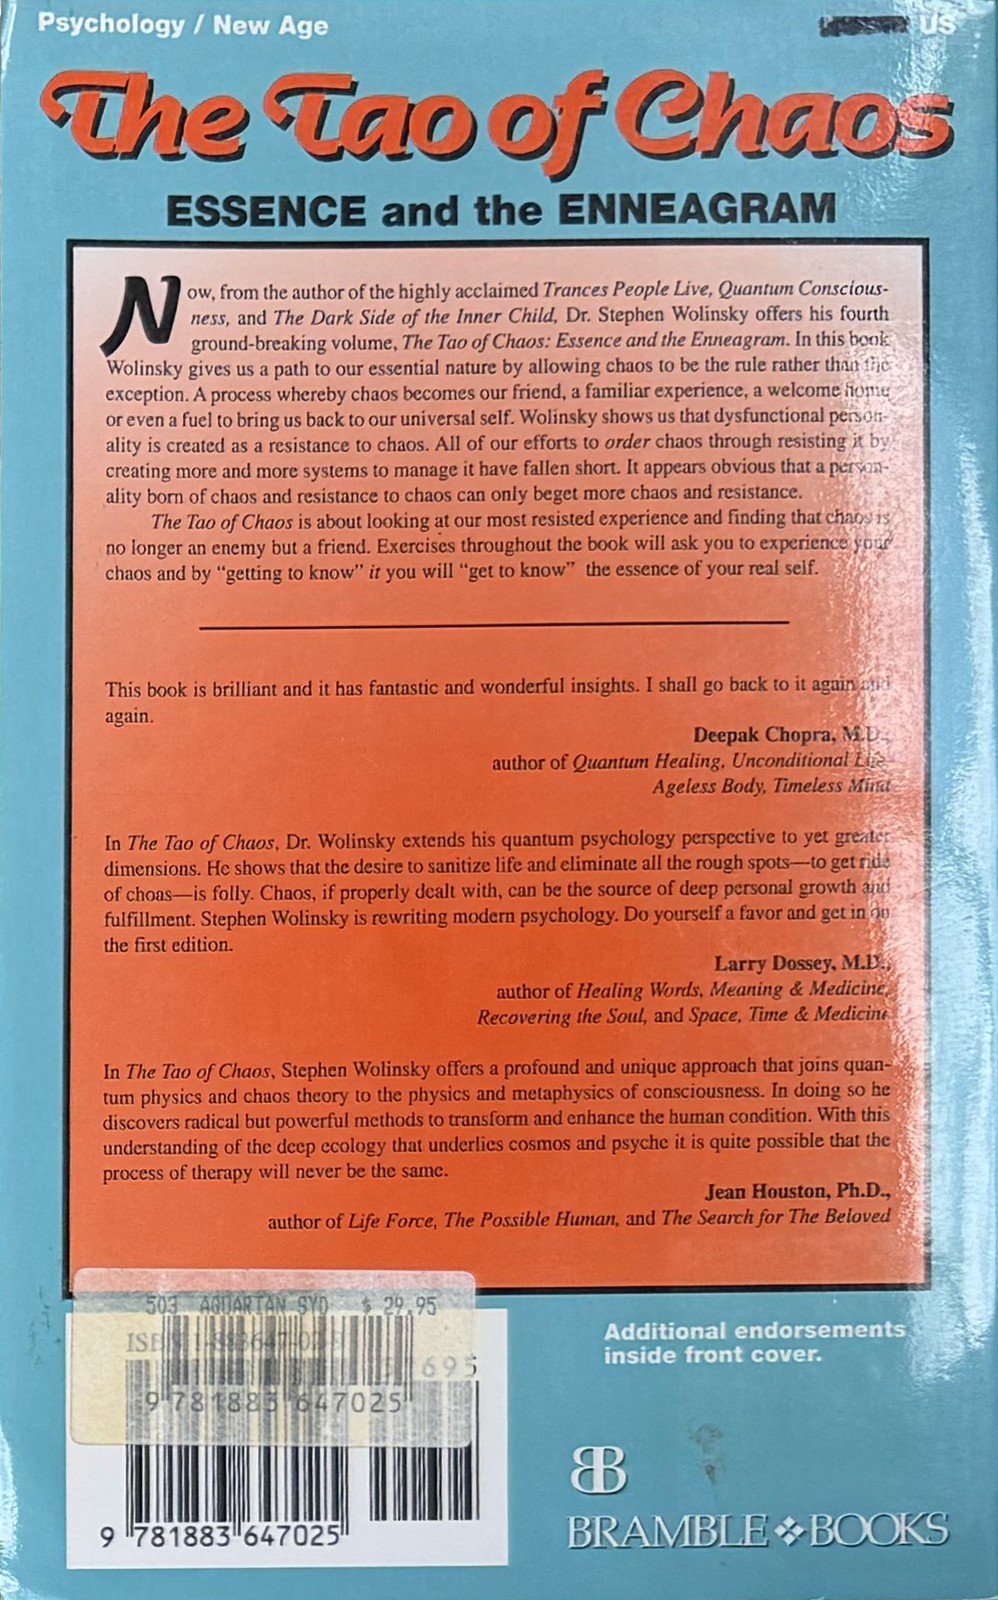 Psychology / New Age
US
The Tao of Chaos
ESSENCE and the ENNEAGRAM
Now, from the author of the highly acclaimed Trances People Live, Quantum Conscious-
ness, and The Dark Side of the Inner Child, Dr. Stephen Wolinsky offers his fourth
ground-breaking volume, The Tao of Chaos: Essence and the Enneagram. In this book
Wolinsky gives us a path to our essential nature by allowing chaos to be the rule rather than the
exception. A process whereby chaos becomes our friend, a familiar experience, a welcome home
or even a fuel to bring us back to our universal self. Wolinsky shows us that dysfunctional person-
ality is created as a resistance to chaos. All of our efforts to order chaos through resisting it by
creating more and more systems to manage it have fallen short. It appears obvious that a person-
ality born of chaos and resistance to chaos can only beget more chaos and resistance.
The Tao of Chaos is about looking at our most resisted experience and finding that chaos is
no longer an enemy but a friend. Exercises throughout the book will ask you to experience your
chaos and by "getting to know" it you will "get to know" the essence of your real self.
This book is brilliant and it has fantastic and wonderful insights. I shall go back to it again and
again.
Deepak Chopra, M.D.,
author of Quantum Healing, Unconditional Life,
Ageless Body, Timeless Mind
In The Tao of Chaos, Dr. Wolinsky extends his quantum psychology perspective to yet greater
dimensions. He shows that the desire to sanitize life and eliminate all the rough spots—to get ride
of choas—is folly. Chaos, if properly dealt with, can be the source of deep personal growth and
fulfillment. Stephen Wolinsky is rewriting modern psychology. Do yourself a favor and get in on
the first edition.
Larry Dossey, M.D.,
author of Healing Words, Meaning & Medicine,
Recovering the Soul, and Space, Time & Medicine
In The Tao of Chaos, Stephen Wolinsky offers a profound and unique approach that joins quan-
tum physics and chaos theory to the physics and metaphysics of consciousness. In doing so he
discovers radical but powerful methods to transform and enhance the human condition. With this
understanding of the deep ecology that underlies cosmos and psyche it is quite possible that the
process of therapy will never be the same.
Jean Houston, Ph.D.,
author of Life Force, The Possible Human, and The Search for The Beloved
503 AQUARIAN SYD $ 29.95
ISBN 1-883647-02-
695
9 781883 647025
9 781883 647025
Additional endorsements
inside front cover.
BB
BRAMBLE BOOKS